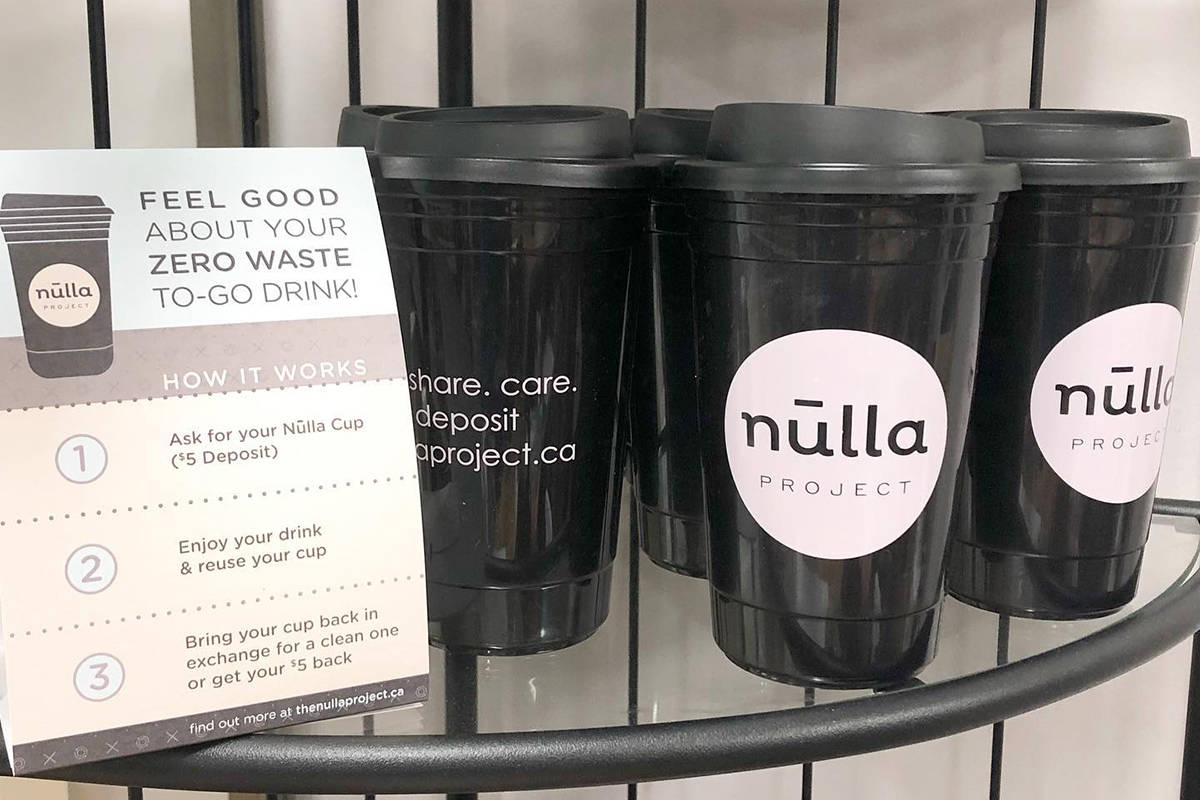 FEEL GOOD
ABOUT YOUR
ZERO WASTE
TO-GO DRINK!
nūlla
PROJECT
HOW IT WORKS
1
Ask for your Nūlla Cup
($5 Deposit)
2
Enjoy your drink
& reuse your cup
3
Bring your cup back in
exchange for a clean one
or get your $5 back
find out more at thenullaproject.ca
share. care.
deposit
aproject.ca
nūlla
PROJECT
nūlla
PROJEC